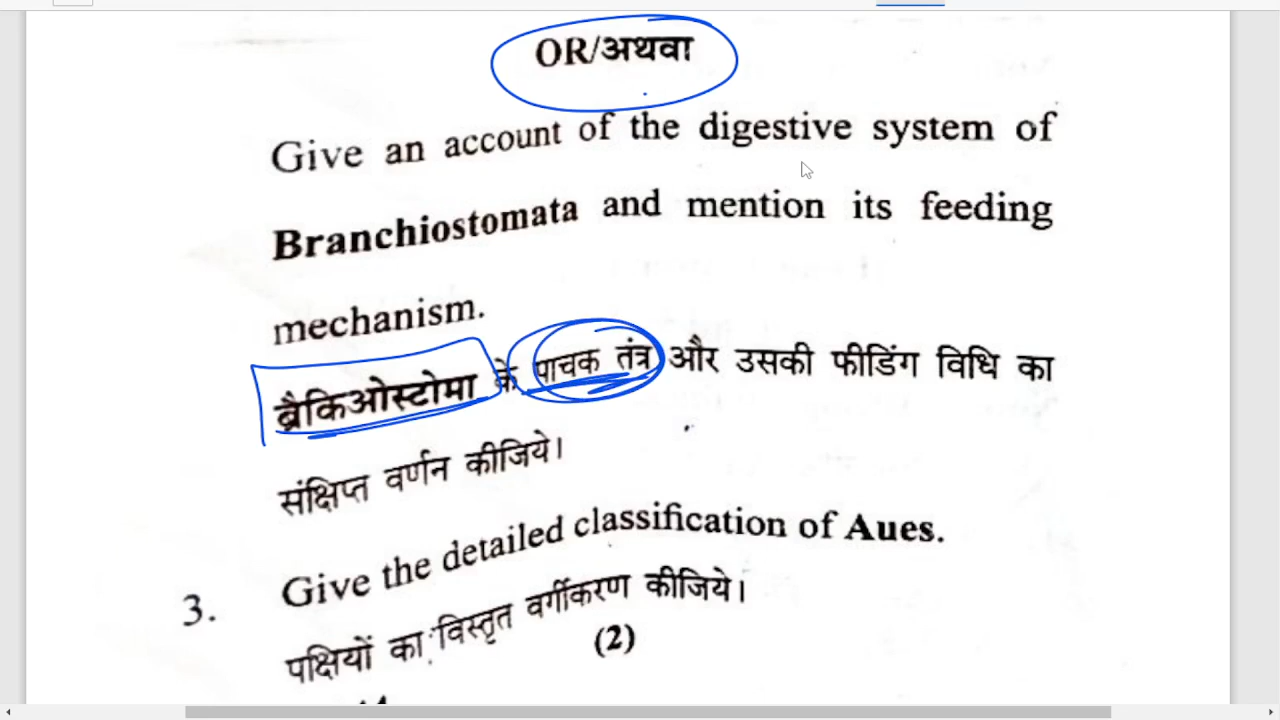 OR/अथवा
Give an account of the digestive system of
Branchiostomata and mention its feeding
mechanism.
ब्रैकिओस्टोमा के पाचक तंत्र और उसकी फीडिंग विधि का
संक्षिप्त वर्णन कीजिये।
3. Give the detailed classification of Aues.
पक्षियों का विस्तृत वर्गीकरण कीजिये।
(2)